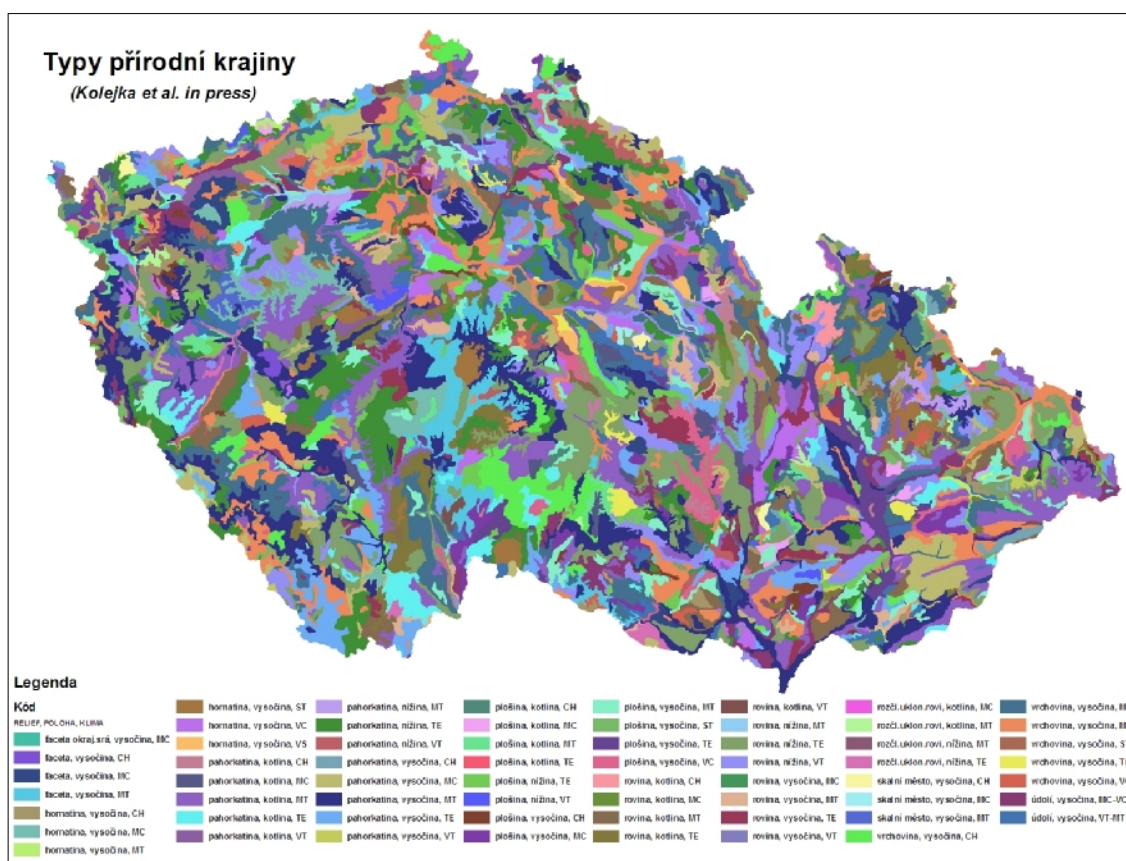 Typy přírodní krajiny
(Kolejka et al. in press)
Legenda
Kód
RELIEF, POLOHA, KLIMA
faceta okraj.srá, vysočina, MC
faceta, vysočina, CH
faceta, vysočina, MC
faceta, vysočina, MT
hornatina, vysočina, CH
hornatina, vysočina, MC
hornatina, vysočina, MT
hornatina, vysočina, ST
hornatina, vysočina, VC
hornatina, vysočina, VS
pahorkatina, kotlina, CH
pahorkatina, kotlina, MC
pahorkatina, kotlina, MT
pahorkatina, kotlina, TE
pahorkatina, kotlina, VT
pahorkatina, nížina, MT
pahorkatina, nížina, TE
pahorkatina, nížina, VT
pahorkatina, vysočina, CH
pahorkatina, vysočina, MC
pahorkatina, vysočina, MT
pahorkatina, vysočina, TE
pahorkatina, vysočina, VT
plošina, kotlina, CH
plošina, kotlina, MC
plošina, kotlina, MT
plošina, kotlina, TE
plošina, nížina, TE
plošina, nížina, VT
plošina, vysočina, CH
plošina, vysočina, MC
plošina, vysočina, MT
plošina, vysočina, ST
plošina, vysočina, TE
plošina, vysočina, VC
rovina, kotlina, CH
rovina, kotlina, MC
rovina, kotlina, MT
rovina, kotlina, TE
rovina, kotlina, VT
rovina, nížina, MT
rovina, nížina, TE
rovina, nížina, VT
rovina, vysočina, MC
rovina, vysočina, MT
rovina, vysočina, TE
rovina, vysočina, VT
rozčl.uklon.rovi, kotlina, MC
rozčl.uklon.rovi, kotlina, MT
rozčl.uklon.rovi, nížina, MT
rozčl.uklon.rovi, nížina, TE
skalní město, vysočina, CH
skalní město, vysočina, MC
skalní město, vysočina, MT
vrchovina, vysočina, CH
vrchovina, vysočina,
vrchovina, vysočina,
vrchovina, vysočina, ST
vrchovina, vysočina,
vrchovina, vysočina,
údolí, vysočina, MC-VC
údolí, vysočina, VT-MT